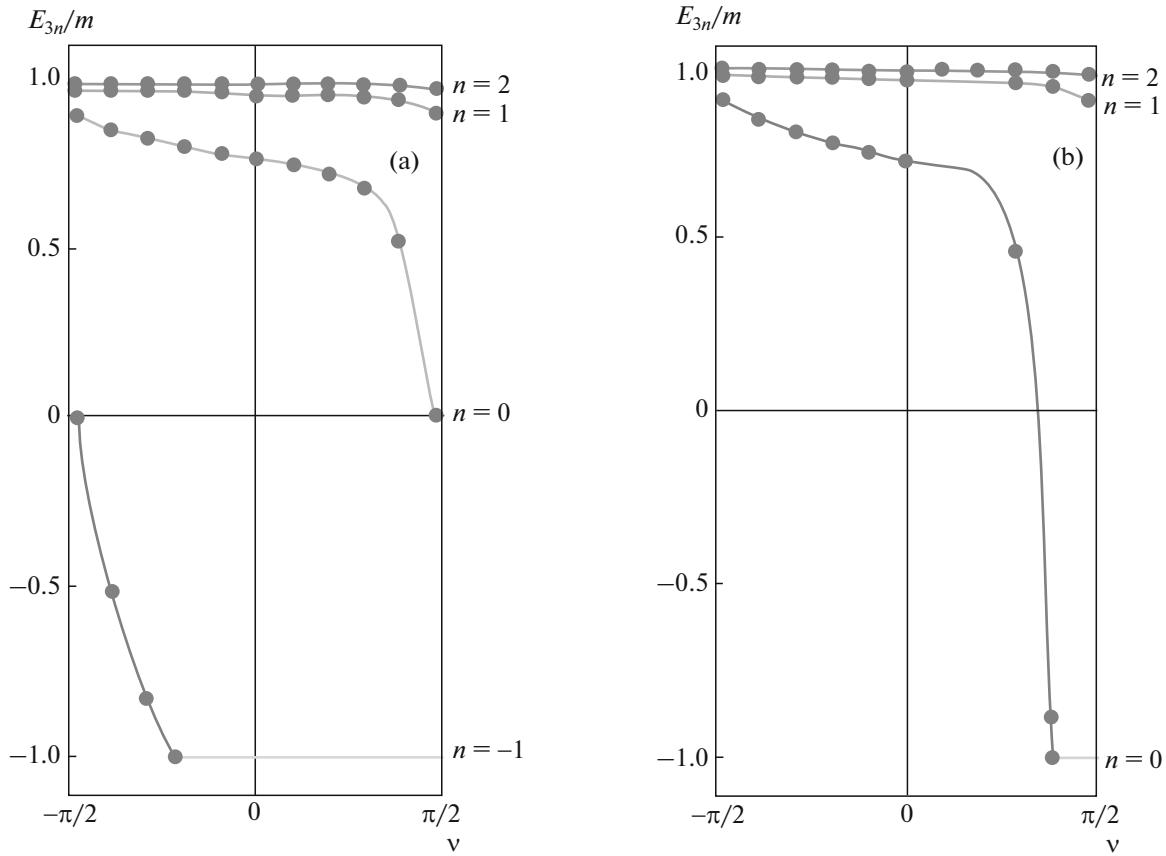 E₃ₙ/m
1.0
n = 2
n = 1
(a)
0.5
0
n = 0
−0.5
−1.0
n = −1
−π/2
0
π/2
ν
E₃ₙ/m
1.0
n = 2
n = 1
(b)
0.5
0
−0.5
−1.0
n = 0
−π/2
0
π/2
ν